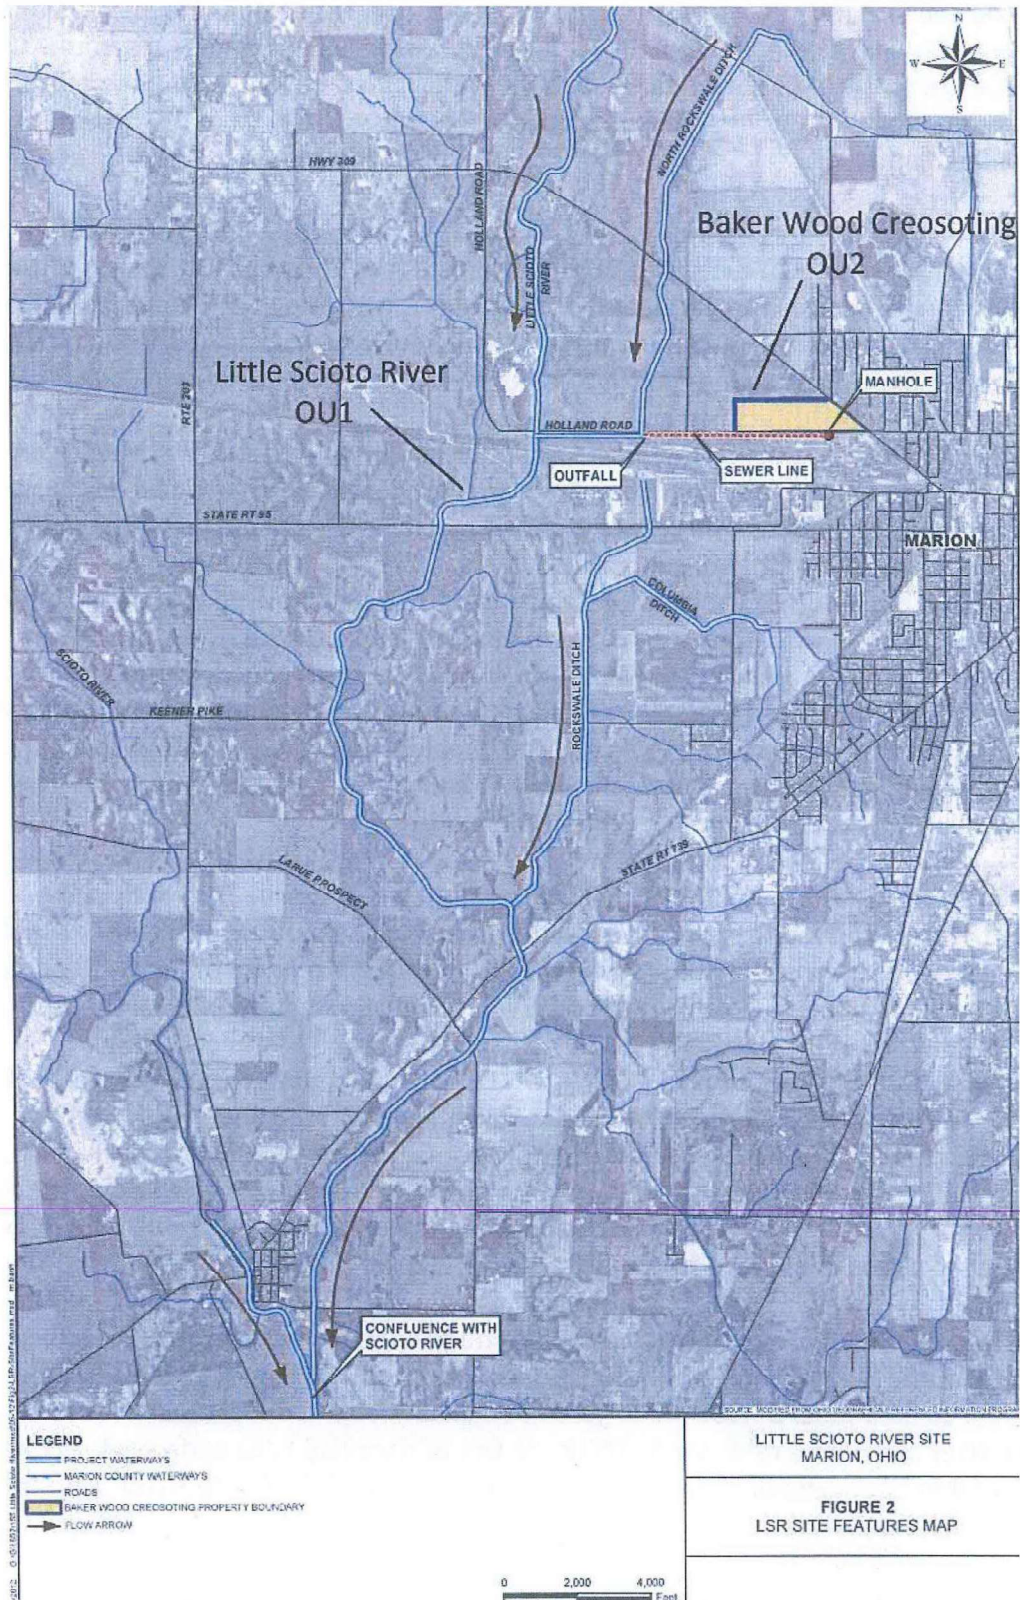 N
W E
S
HWY 309
HOLLAND ROAD
LITTLE SCIOTO
RIVER
NORTH ROCKSWALE DITCH
Baker Wood Creosoting
OU2
Little Scioto River
OU1
MANHOLE
HOLLAND ROAD
OUTFALL
SEWER LINE
STATE RT 95
MARION
COLUMBIA
DITCH
SCIOTO RIVER
KEENER PIKE
ROCKSWALE DITCH
LARUE PROSPECT
STATE RT 739
CONFLUENCE WITH
SCIOTO RIVER
LEGEND
PROJECT WATERWAYS
MARION COUNTY WATERWAYS
ROADS
BAKER WOOD CREOSOTING PROPERTY BOUNDARY
FLOW ARROW
LITTLE SCIOTO RIVER SITE
MARION, OHIO
FIGURE 2
LSR SITE FEATURES MAP
0 2,000 4,000
Feet